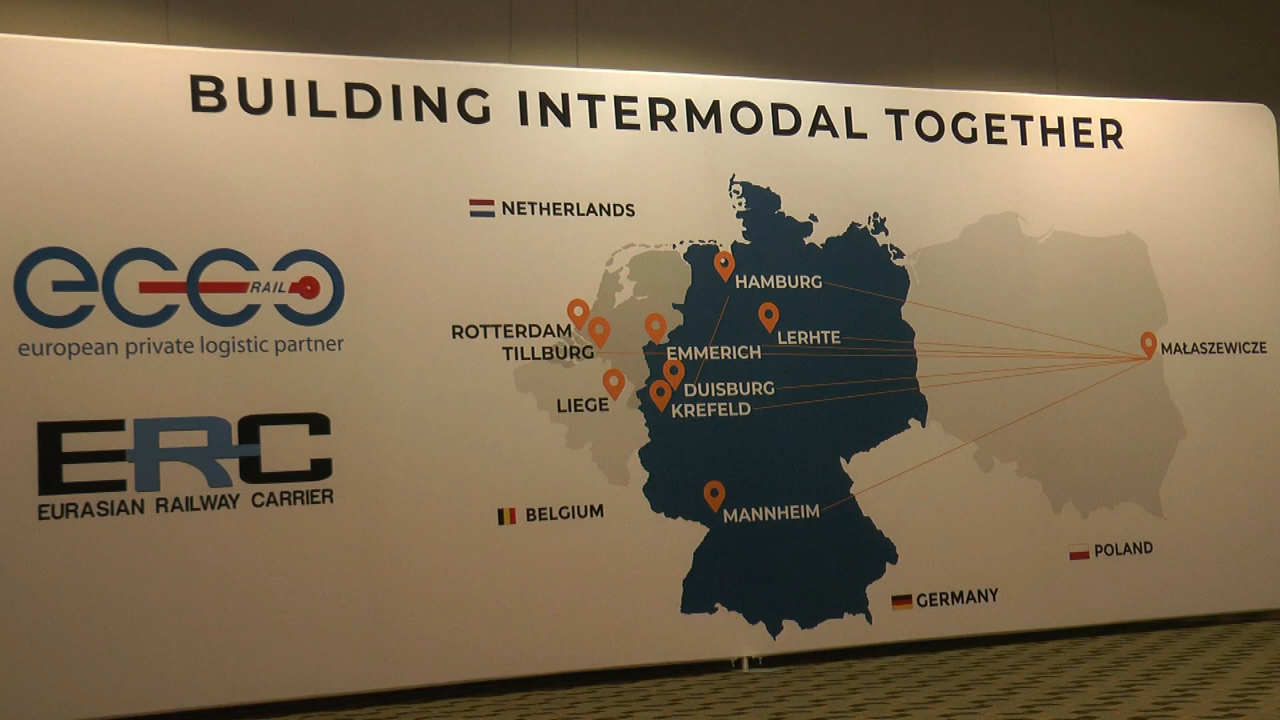 BUILDING INTERMODAL TOGETHER
NETHERLANDS
ecco
RAIL
european private logistic partner
HAMBURG
ROTTERDAM
LERHTE
MAŁASZEWICZE
TILLBURG
EMMERICH
DUISBURG
LIEGE
KREFELD
ERC
EURASIAN RAILWAY CARRIER
BELGIUM
MANNHEIM
POLAND
GERMANY